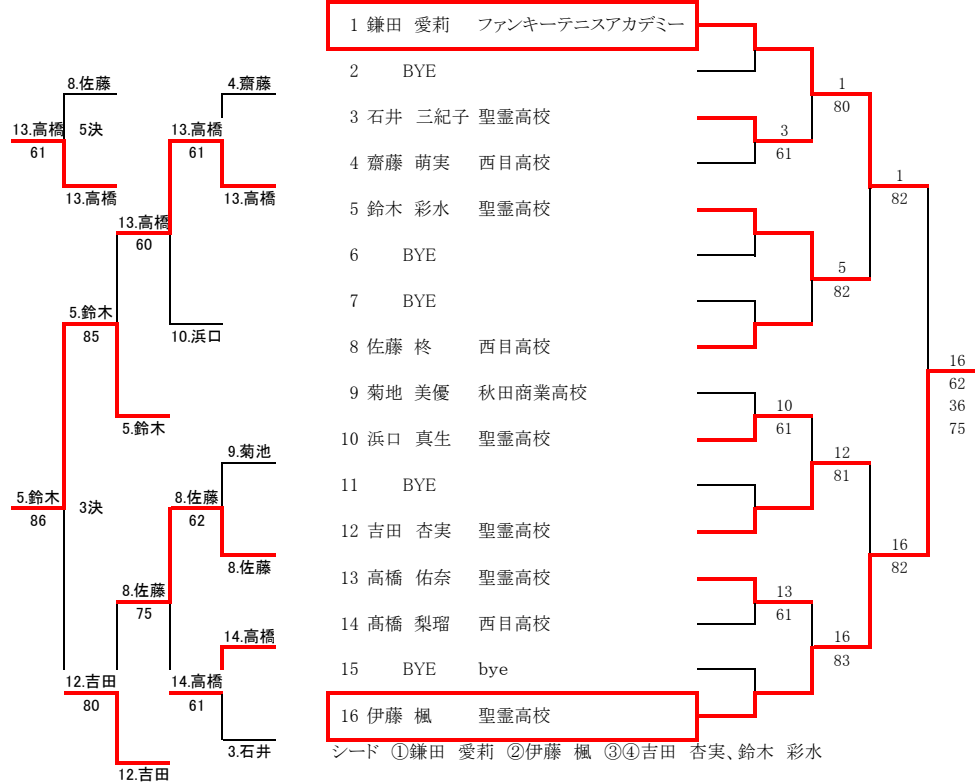 1 鎌田 愛莉 ファンキーテニスアカデミー
2 BYE
3 石井 三紀子 聖霊高校
4 齋藤 萌実 西目高校
5 鈴木 彩水 聖霊高校
6 BYE
7 BYE
8 佐藤 柊 西目高校
9 菊地 美優 秋田商業高校
10 浜口 真生 聖霊高校
11 BYE
12 吉田 杏実 聖霊高校
13 高橋 佑奈 聖霊高校
14 髙橋 梨瑠 西目高校
15 BYE bye
16 伊藤 楓 聖霊高校
シード ①鎌田 愛莉 ②伊藤 楓 ③④吉田 杏実、鈴木 彩水
8.佐藤
13.高橋
5決
61
13.高橋
4.齋藤
13.高橋
61
13.高橋
13.高橋
60
10.浜口
5.鈴木
85
5.鈴木
9.菊池
5.鈴木
3決
86
8.佐藤
62
8.佐藤
8.佐藤
75
14.高橋
12.吉田
80
14.高橋
61
3.石井
12.吉田
3
61
1
80
5
82
1
82
10
61
12
81
13
61
16
83
16
82
16
62
36
75